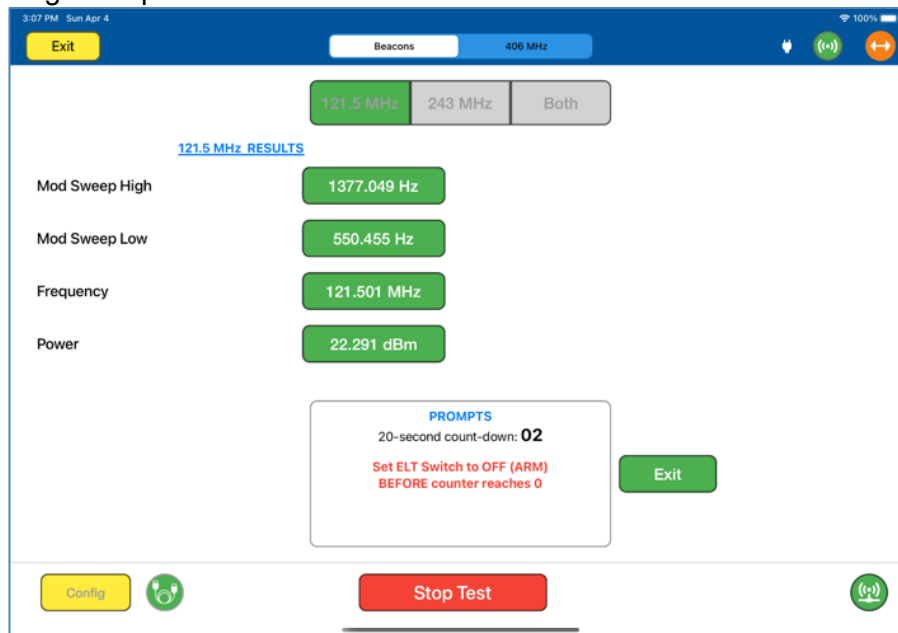 3:07 PM Sun Apr 4
100%
Exit
Beacons
406 MHz
121.5 MHz
243 MHz
Both
121.5 MHz RESULTS
Mod Sweep High
1377.049 Hz
Mod Sweep Low
550.455 Hz
Frequency
121.501 MHz
Power
22.291 dBm
PROMPTS
20-second count-down: 02
Set ELT Switch to OFF (ARM)
BEFORE counter reaches 0
Exit
Config
Stop Test